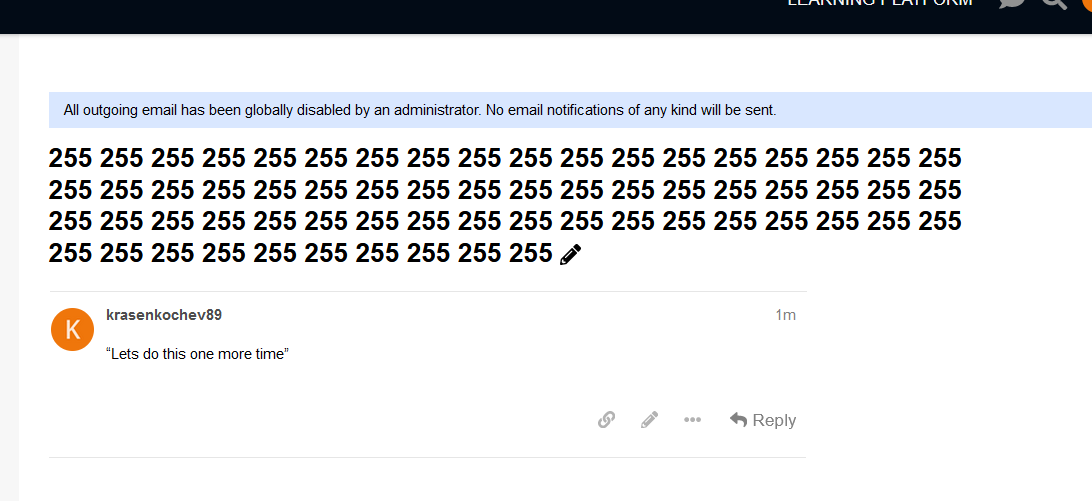 LEARNING PLATFORM
All outgoing email has been globally disabled by an administrator. No email notifications of any kind will be sent.
255 255 255 255 255 255 255 255 255 255 255 255 255 255 255 255 255 255
255 255 255 255 255 255 255 255 255 255 255 255 255 255 255 255 255 255
255 255 255 255 255 255 255 255 255 255 255 255 255 255 255 255 255 255
255 255 255 255 255 255 255 255 255 255
K
krasenkochev89
1m
“Lets do this one more time”
Reply